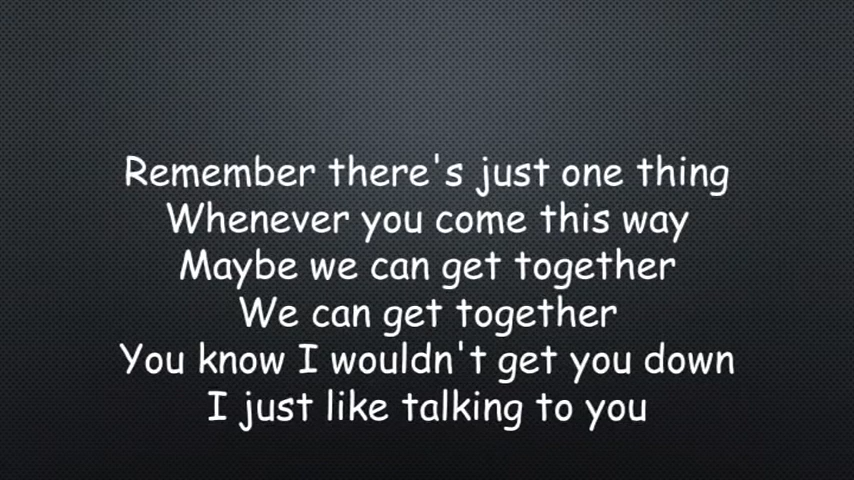 Remember there's just one thing
Whenever you come this way
Maybe we can get together
We can get together
You know I wouldn't get you down
I just like talking to you